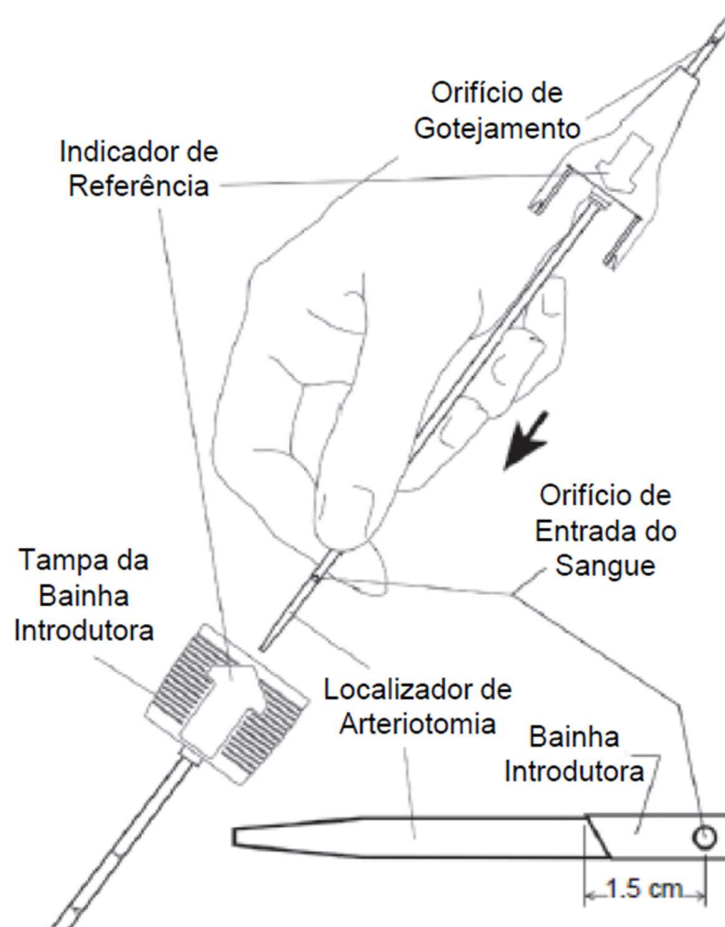 Orifício de
Gotejamento
Indicador de
Referência
Orifício de
Entrada do
Sangue
Tampa da
Bainha
Introdutora
Localizador de
Arteriotomia
Bainha
Introdutora
1.5 cm